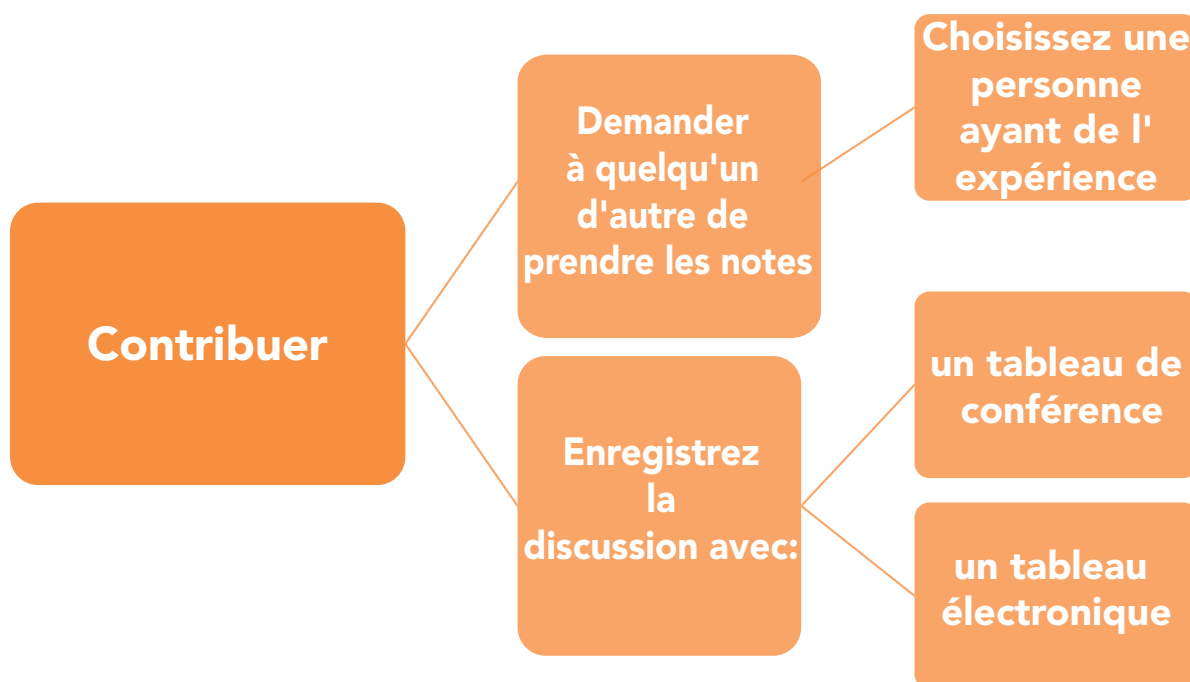 Contribuer
Demander
à quelqu'un
d'autre de
prendre les notes
Choisissez une
personne
ayant de l'
expérience
Enregistrez
la
discussion avec:
un tableau de
conférence
un tableau
électronique